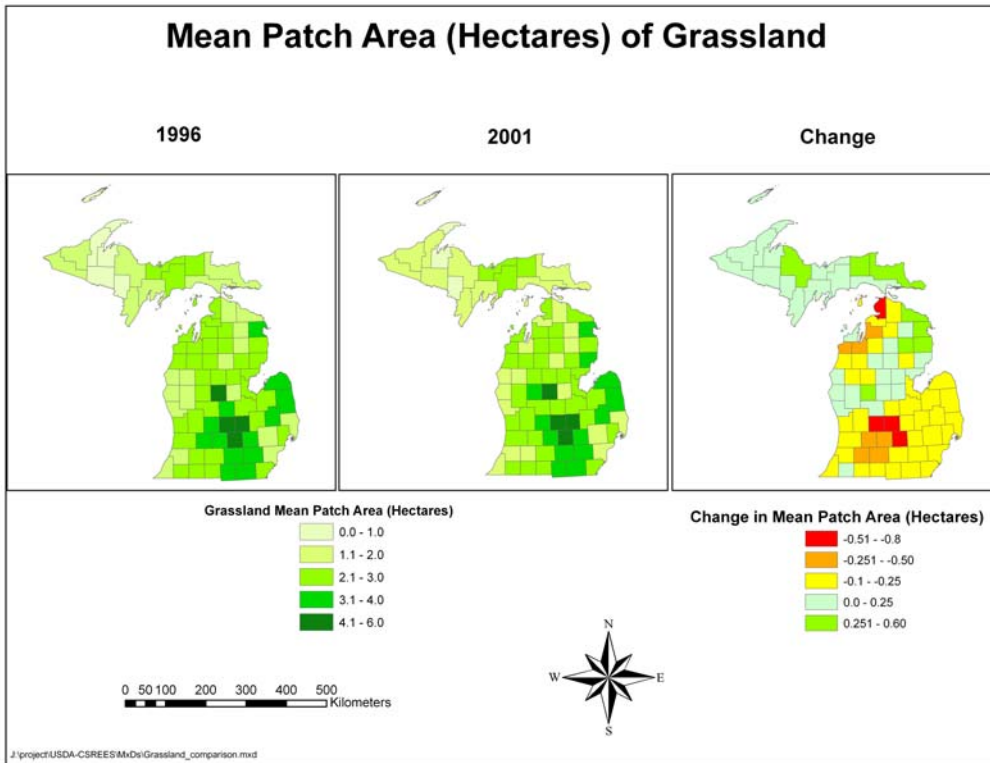 Mean Patch Area (Hectares) of Grassland
1996
2001
Change
Grassland Mean Patch Area (Hectares)
0.0 - 1.0
1.1 - 2.0
2.1 - 3.0
3.1 - 4.0
4.1 - 6.0
Change in Mean Patch Area (Hectares)
-0.51 - -0.8
-0.251 - -0.50
-0.1 - -0.25
0.0 - 0.25
0.251 - 0.60
N
W E
S
0 50 100 200 300 400 500
Kilometers
J:\project\USDA-CSREES\MxDs\Grassland_comparison.mxd